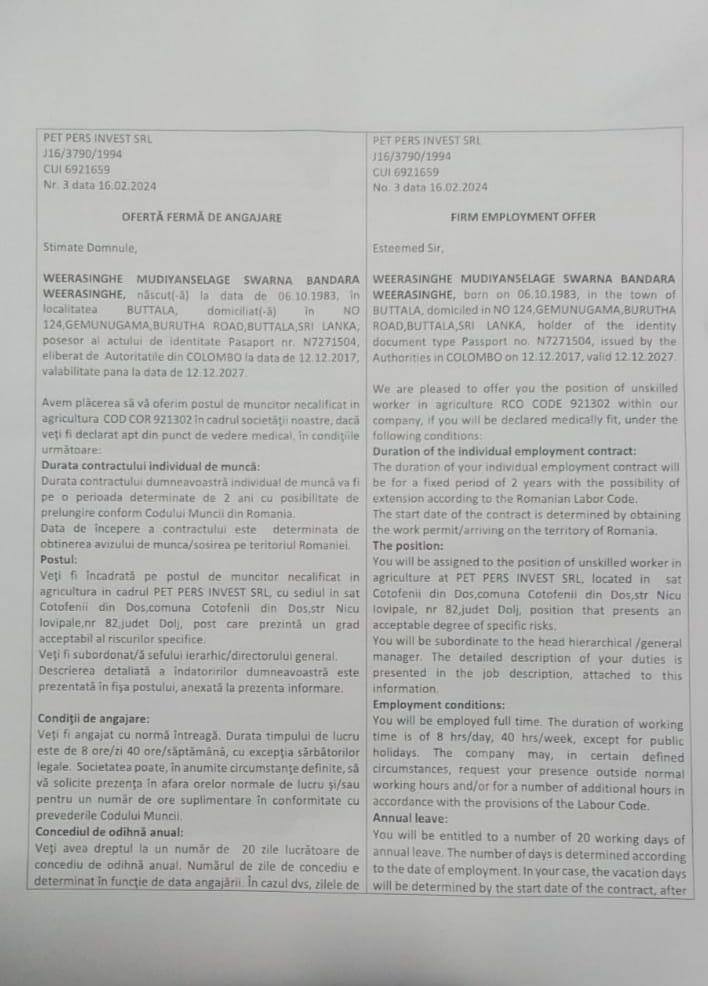 PET PERS INVEST SRL
J16/3790/1994
CUI 6921659
Nr. 3 data 16.02.2024
OFERTĂ FERMĂ DE ANGAJARE
Stimate Domnule,
WEERASINGHE MUDIYANSELAGE SWARNA BANDARA
WEERASINGHE, născut(-ă) la data de 06.10.1983, în
localitatea BUTTALA, domiciliat(-ă) în NO
124,GEMUNUGAMA,BURUTHA ROAD,BUTTALA,SRI LANKA,
posesor al actului de identitate Pasaport nr. N7271504,
eliberat de Autoritatile din COLOMBO la data de 12.12.2017,
valabilitate pana la data de 12.12.2027.
Avem plăcerea să vă oferim postul de muncitor necalificat in
agricultura COD COR 921302 în cadrul societății noastre, dacă
veți fi declarat apt din punct de vedere medical, în condițiile
următoare:
Durata contractului individual de muncă:
Durata contractului dumneavoastră individual de muncă va fi
pe o perioada determinate de 2 ani cu posibilitate de
prelungire conform Codului Muncii din Romania.
Data de începere a contractului este determinata de
obtinerea avizului de munca/sosirea pe teritoriul Romaniei.
Postul:
Veți fi încadrată pe postul de muncitor necalificat in
agricultura in cadrul PET PERS INVEST SRL, cu sediul in sat
Cotofenii din Dos,comuna Cotofenii din Dos,str Nicu
Iovipale,nr 82,judet Dolj, post care prezintă un grad
acceptabil al riscurilor specifice.
Veți fi subordonat/ă sefului ierarhic/directorului general.
Descrierea detaliată a îndatoririlor dumneavoastră este
prezentată în fişa postului, anexată la prezenta informare.
Condiții de angajare:
Veți fi angajat cu normă întreagă. Durata timpului de lucru
este de 8 ore/zi 40 ore/săptămână, cu excepția sărbătorilor
legale. Societatea poate, în anumite circumstanțe definite, să
vă solicite prezența în afara orelor normale de lucru și/sau
pentru un număr de ore suplimentare în conformitate cu
prevederile Codului Muncii.
Concediul de odihnă anual:
Veți avea dreptul la un număr de 20 zile lucrătoare de
concediu de odihnă anual. Numărul de zile de concediu e
determinat în funcție de data angajării. În cazul dvs, zilele de
PET PERS INVEST SRL
J16/3790/1994
CUI 6921659
No. 3 data 16.02.2024
FIRM EMPLOYMENT OFFER
Esteemed Sir,
WEERASINGHE MUDIYANSELAGE SWARNA BANDARA
WEERASINGHE, born on 06.10.1983, in the town of
BUTTALA, domiciled in NO 124,GEMUNUGAMA,BURUTHA
ROAD,BUTTALA,SRI LANKA, holder of the identity
document type Passport no. N7271504, issued by the
Authorities in COLOMBO on 12.12.2017, valid 12.12.2027.
We are pleased to offer you the position of unskilled
worker in agriculture RCO CODE 921302 within our
company, if you will be declared medically fit, under the
following conditions:
Duration of the individual employment contract:
The duration of your individual employment contract will
be for a fixed period of 2 years with the possibility of
extension according to the Romanian Labor Code.
The start date of the contract is determined by obtaining
the work permit/arriving on the territory of Romania.
The position:
You will be assigned to the position of unskilled worker in
agriculture at PET PERS INVEST SRL, located in sat
Cotofenii din Dos,comuna Cotofenii din Dos,str Nicu
Iovipale, nr 82,judet Dolj, position that presents an
acceptable degree of specific risks.
You will be subordinate to the head hierarchical /general
manager. The detailed description of your duties is
presented in the job description, attached to this
information.
Employment conditions:
You will be employed full time. The duration of working
time is of 8 hrs/day, 40 hrs/week, except for public
holidays. The company may, in certain defined
circumstances, request your presence outside normal
working hours and/or for a number of additional hours in
accordance with the provisions of the Labour Code.
Annual leave:
You will be entitled to a number of 20 working days of
annual leave. The number of days is determined according
to the date of employment. In your case, the vacation days
will be determined by the start date of the contract, after